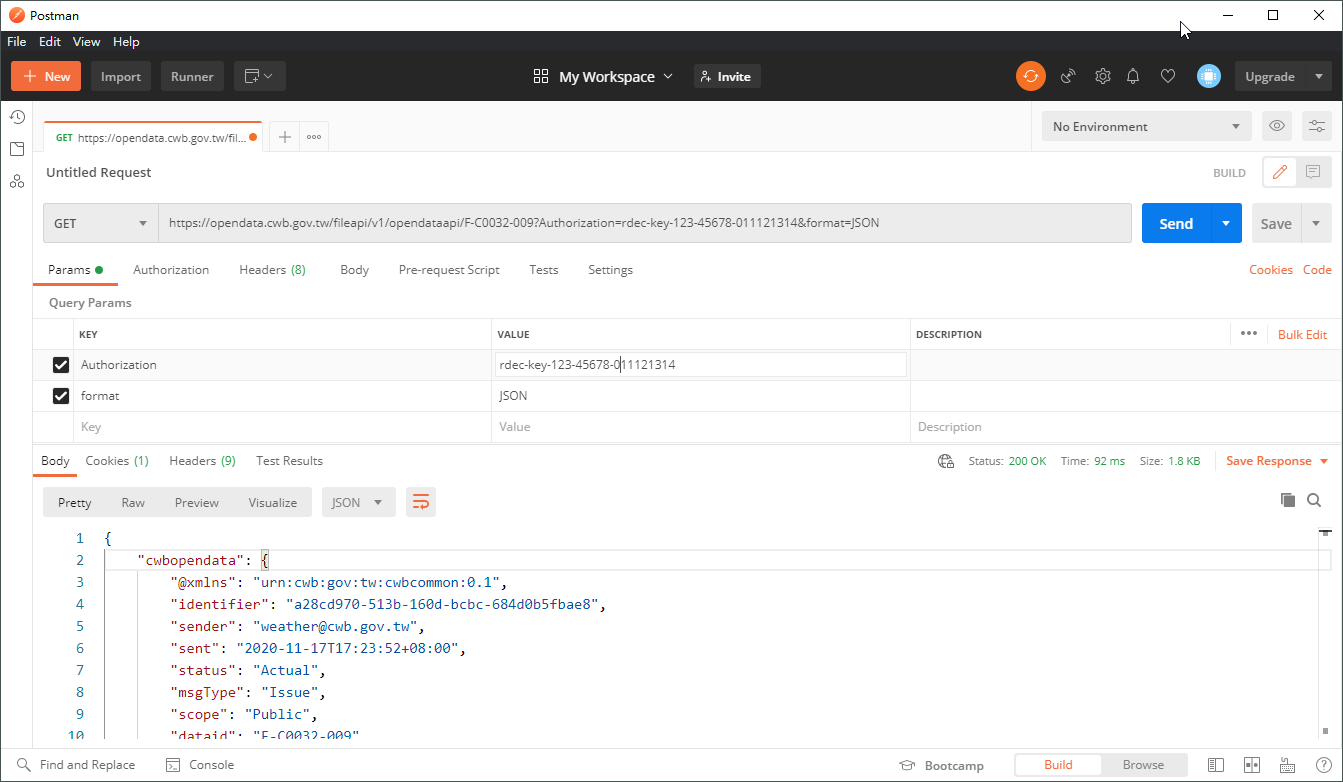 Postman
File Edit View Help
New Import Runner My Workspace Invite Upgrade
GET https://opendata.cwb.gov.tw/fil... No Environment
Untitled Request BUILD
GET https://opendata.cwb.gov.tw/fileapi/v1/opendataapi/F-C0032-009?Authorization=rdec-key-123-45678-011121314&format=JSON Send Save
Params Authorization Headers (8) Body Pre-request Script Tests Settings Cookies Code
Query Params
KEY VALUE DESCRIPTION ••• Bulk Edit
Authorization rdec-key-123-45678-011121314
format JSON
Key Value Description
Body Cookies (1) Headers (9) Test Results Status: 200 OK Time: 92 ms Size: 1.8 KB Save Response
Pretty Raw Preview Visualize JSON
1 {
2 "cwbopendata": {
3 "@xmlns": "urn:cwb:gov:tw:cwbcommon:0.1",
4 "identifier": "a28cd970-513b-160d-bcbc-684d0b5fbae8",
5 "sender": "weather@cwb.gov.tw",
6 "sent": "2020-11-17T17:23:52+08:00",
7 "status": "Actual",
8 "msgType": "Issue",
9 "scope": "Public",
10 "dataid": "F-C0032-009"
Find and Replace Console Bootcamp Build Browse